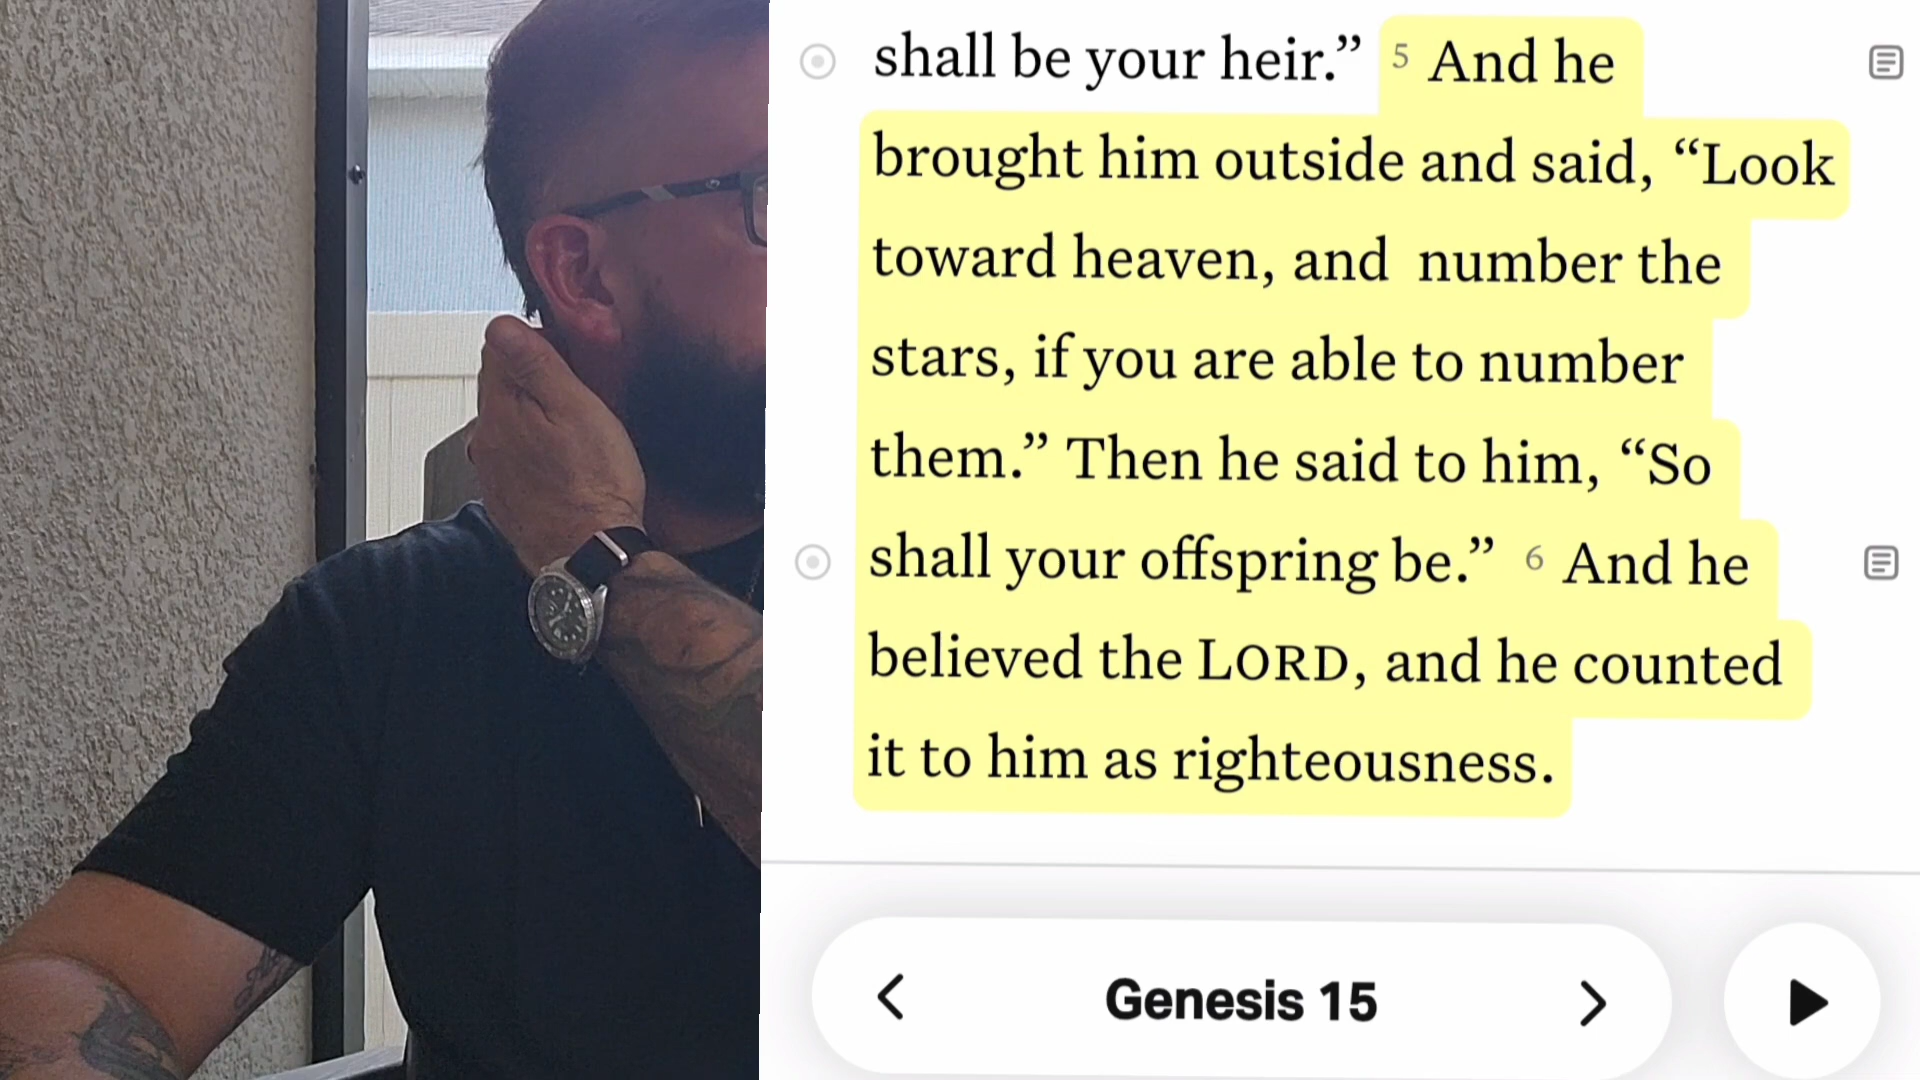 shall be your heir.” 5 And he
brought him outside and said, “Look
toward heaven, and number the
stars, if you are able to number
them.” Then he said to him, “So
shall your offspring be.” 6 And he
believed the LORD, and he counted
it to him as righteousness.
Genesis 15